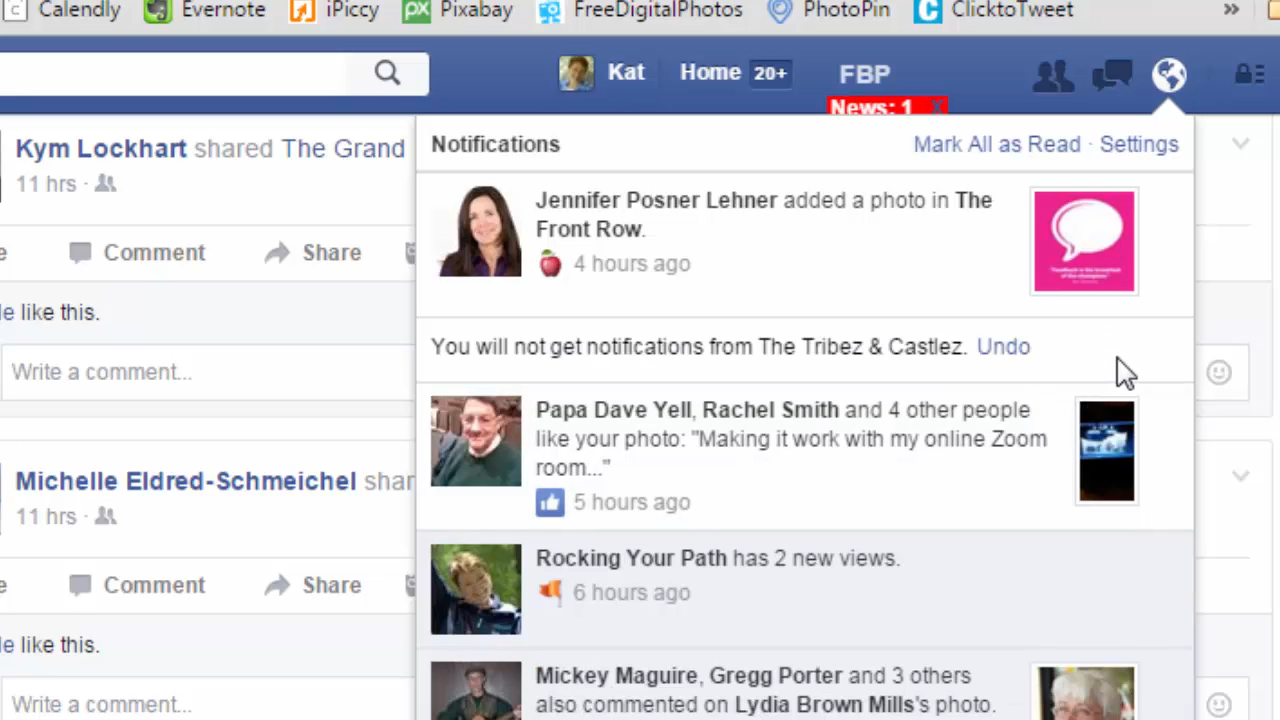 Calendly Evernote iPiccy Pixabay FreeDigitalPhotos PhotoPin ClicktoTweet »
Kat Home 20+ FBP
News: 1 X
Notifications Mark All as Read · Settings
Kym Lockhart shared The Grand
11 hrs ·
Comment Share
e like this.
Write a comment...
Michelle Eldred-Schmeichel shar
11 hrs ·
Comment Share
e like this.
Write a comment...
Jennifer Posner Lehner added a photo in The
Front Row.
4 hours ago
You will not get notifications from The Tribez & Castlez. Undo
Papa Dave Yell, Rachel Smith and 4 other people
like your photo: "Making it work with my online Zoom
room..."
5 hours ago
Rocking Your Path has 2 new views.
6 hours ago
Mickey Maguire, Gregg Porter and 3 others
also commented on Lydia Brown Mills's photo.